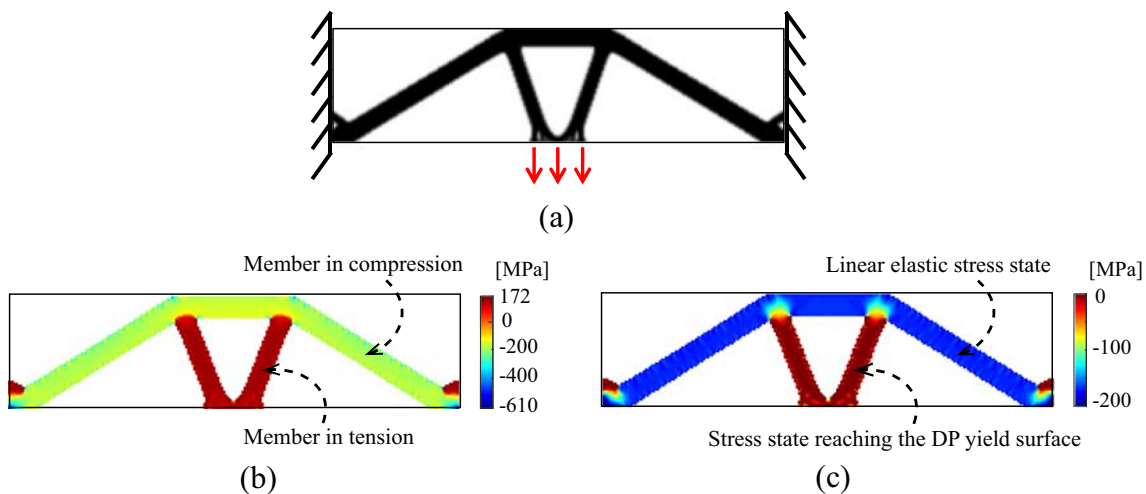 (a)
Member in compression
[MPa]
172
0
-200
-400
-610
Member in tension
(b)
Linear elastic stress state
[MPa]
0
-100
-200
Stress state reaching the DP yield surface
(c)